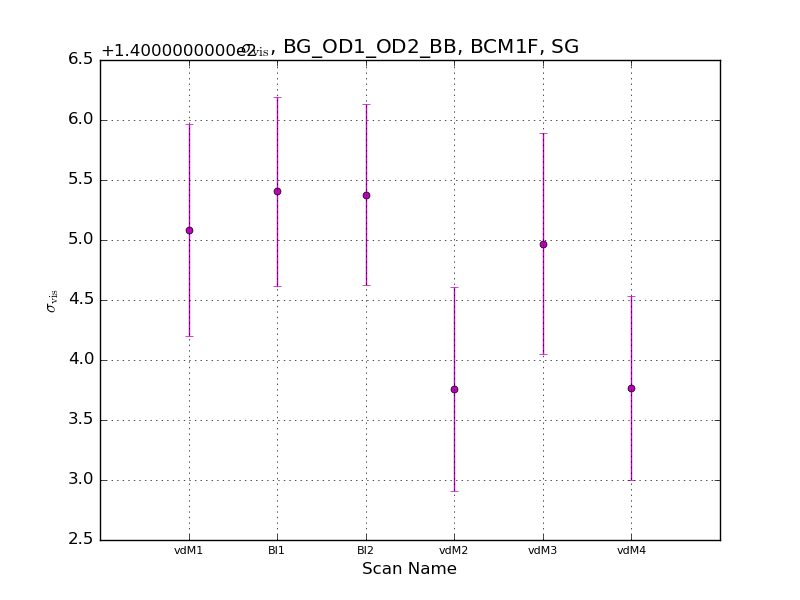 +1.4000000000e2 σvis, BG_OD1_OD2_BB, BCM1F, SG
6.5
6.0
5.5
5.0
4.5
4.0
3.5
3.0
2.5
σvis
vdM1 BI1 BI2 vdM2 vdM3 vdM4
Scan Name